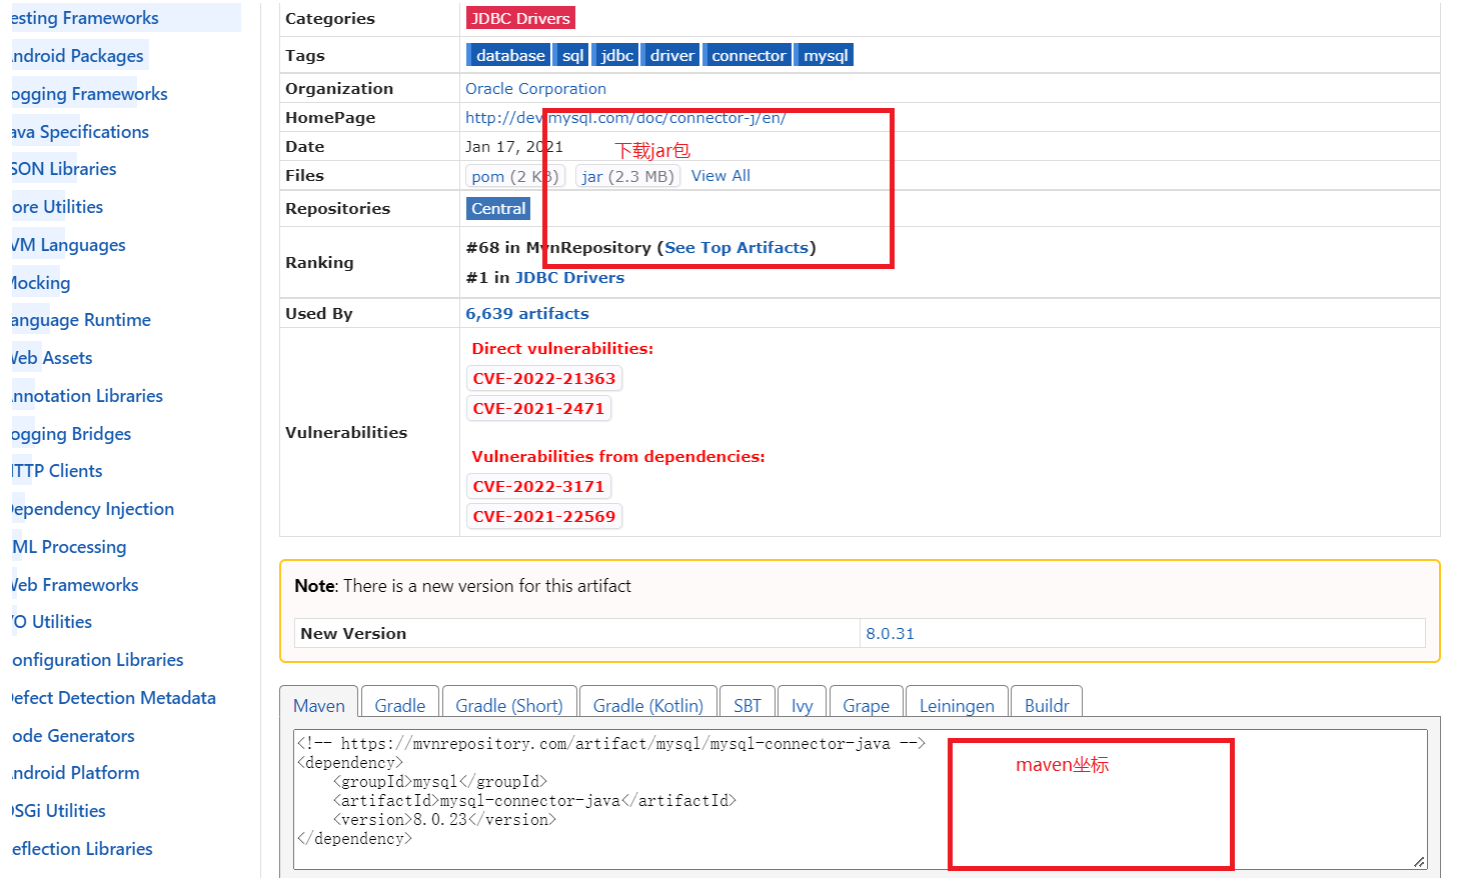 esting Frameworks
ndroid Packages
ogging Frameworks
ava Specifications
SON Libraries
ore Utilities
VM Languages
Mocking
anguage Runtime
Web Assets
nnotation Libraries
ogging Bridges
HTTP Clients
Dependency Injection
ML Processing
Web Frameworks
I/O Utilities
onfiguration Libraries
Defect Detection Metadata
ode Generators
ndroid Platform
OSGi Utilities
eflection Libraries
Categories JDBC Drivers
Tags database sql jdbc driver connector mysql
Organization Oracle Corporation
HomePage http://dev.mysql.com/doc/connector-j/en/
Date Jan 17, 2021
下载jar包
Files pom (2 KB) jar (2.3 MB) View All
Repositories Central
Ranking #68 in MvnRepository (See Top Artifacts)
#1 in JDBC Drivers
Used By 6,639 artifacts
Vulnerabilities Direct vulnerabilities:
CVE-2022-21363
CVE-2021-2471
Vulnerabilities from dependencies:
CVE-2022-3171
CVE-2021-22569
Note: There is a new version for this artifact
New Version 8.0.31
Maven Gradle Gradle (Short) Gradle (Kotlin) SBT Ivy Grape Leiningen Buildr
<!-- https://mvnrepository.com/artifact/mysql/mysql-connector-java -->
<dependency>
    <groupId>mysql</groupId>
    <artifactId>mysql-connector-java</artifactId>
    <version>8.0.23</version>
</dependency>
maven坐标